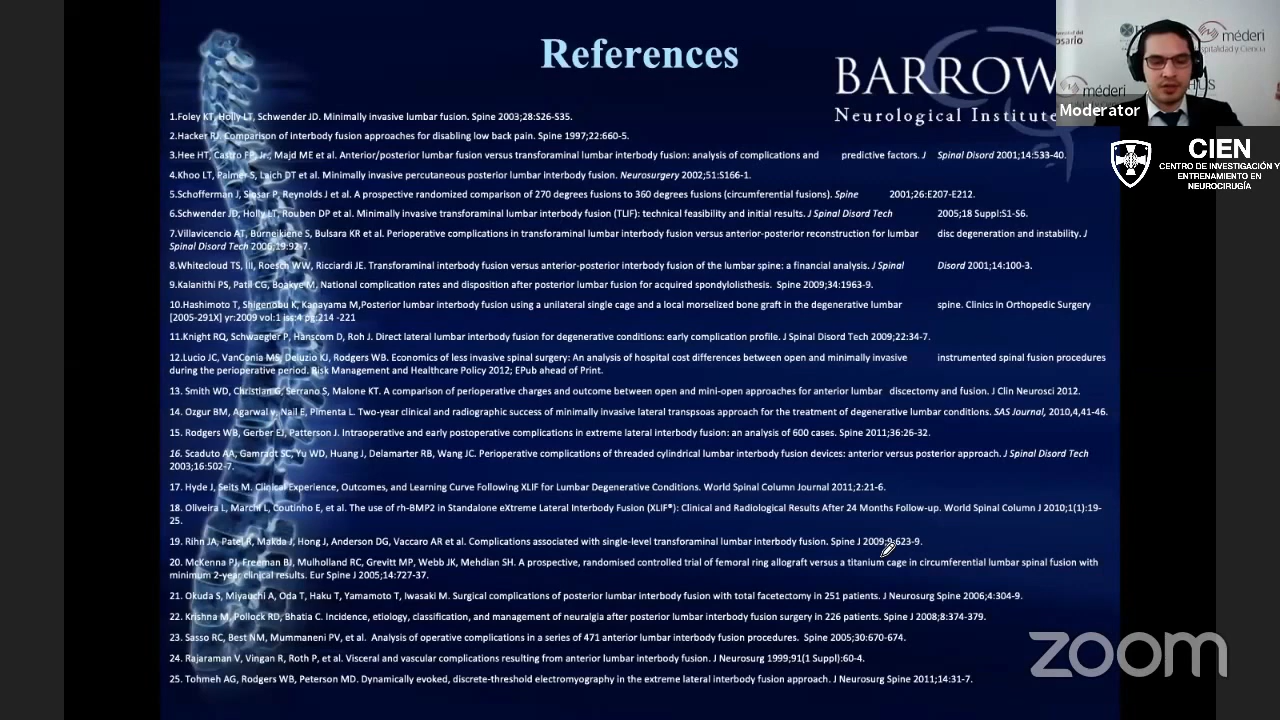 References
BARROW
Neurological Institute
Moderator
méderi
méderi
CIEN
CENTRO DE INVESTIGACIÓN Y
ENTRENAMIENTO EN
NEUROCIRUGÍA
1.Foley KT, Holly LT, Schwender JD. Minimally invasive lumbar fusion. Spine 2003;28:S26-S35.
2.Hacker RJ. Comparison of interbody fusion approaches for disabling low back pain. Spine 1997;22:660-5.
3.Hee HT, Castro FP, Jr., Majd ME et al. Anterior/posterior lumbar fusion versus transforaminal lumbar interbody fusion: analysis of complications and predictive factors. J Spinal Disord 2001;14:533-40.
4.Khoo LT, Palmer S, Laich DT et al. Minimally invasive percutaneous posterior lumbar interbody fusion. Neurosurgery 2002;51:S166-1.
5.Schofferman J, Slosar P, Reynolds J et al. A prospective randomized comparison of 270 degrees fusions to 360 degrees fusions (circumferential fusions). Spine 2001;26:E207-E212.
6.Schwender JD, Holly LT, Rouben DP et al. Minimally invasive transforaminal lumbar interbody fusion (TLIF): technical feasibility and initial results. J Spinal Disord Tech 2005;18 Suppl:S1-S6.
7.Villavicencio AT, Burneikiene S, Bulsara KR et al. Perioperative complications in transforaminal lumbar interbody fusion versus anterior-posterior reconstruction for lumbar disc degeneration and instability. J
Spinal Disord Tech 2006;19:92-7.
8.Whitecloud TS, III, Roesch WW, Ricciardi JE. Transforaminal interbody fusion versus anterior-posterior interbody fusion of the lumbar spine: a financial analysis. J Spinal Disord 2001;14:100-3.
9.Kalanithi PS, Patil CG, Boakye M. National complication rates and disposition after posterior lumbar fusion for acquired spondylolisthesis. Spine 2009;34:1963-9.
10.Hashimoto T, Shigenobu K, Kanayama M,Posterior lumbar interbody fusion using a unilateral single cage and a local morselized bone graft in the degenerative lumbar spine. Clinics in Orthopedic Surgery
[2005-291X] yr:2009 vol:1 iss:4 pg:214 -221
11.Knight RQ, Schwaegler P, Hanscom D, Roh J. Direct lateral lumbar interbody fusion for degenerative conditions: early complication profile. J Spinal Disord Tech 2009;22:34-7.
12.Lucio JC, VanConia MS, Deluzio KJ, Rodgers WB. Economics of less invasive spinal surgery: An analysis of hospital cost differences between open and minimally invasive instrumented spinal fusion procedures
during the perioperative period. Risk Management and Healthcare Policy 2012; EPub ahead of Print.
13. Smith WD, Christian G, Serrano S, Malone KT. A comparison of perioperative charges and outcome between open and mini-open approaches for anterior lumbar discectomy and fusion. J Clin Neurosci 2012.
14. Ozgur BM, Agarwal v, Nail E, Pimenta L. Two-year clinical and radiographic success of minimally invasive lateral transpsoas approach for the treatment of degenerative lumbar conditions. SAS Journal, 2010,4,41-46.
15. Rodgers WB, Gerber EJ, Patterson J. Intraoperative and early postoperative complications in extreme lateral interbody fusion: an analysis of 600 cases. Spine 2011;36:26-32.
16. Scaduto AA, Gamradt SC, Yu WD, Huang J, Delamarter RB, Wang JC. Perioperative complications of threaded cylindrical lumbar interbody fusion devices: anterior versus posterior approach. J Spinal Disord Tech
2003;16:502-7.
17. Hyde J, Seits M. Clinical Experience, Outcomes, and Learning Curve Following XLIF for Lumbar Degenerative Conditions. World Spinal Column Journal 2011;2:21-6.
18. Oliveira L, Marchi L, Coutinho E, et al. The use of rh-BMP2 in Standalone eXtreme Lateral Interbody Fusion (XLIF®): Clinical and Radiological Results After 24 Months Follow-up. World Spinal Column J 2010;1(1):19-
25.
19. Rihn JA, Patel R, Makda J, Hong J, Anderson DG, Vaccaro AR et al. Complications associated with single-level transforaminal lumbar interbody fusion. Spine J 2009;9:623-9.
20. McKenna PJ, Freeman BJ, Mulholland RC, Grevitt MP, Webb JK, Mehdian SH. A prospective, randomised controlled trial of femoral ring allograft versus a titanium cage in circumferential lumbar spinal fusion with
minimum 2-year clinical results. Eur Spine J 2005;14:727-37.
21. Okuda S, Miyauchi A, Oda T, Haku T, Yamamoto T, Iwasaki M. Surgical complications of posterior lumbar interbody fusion with total facetectomy in 251 patients. J Neurosurg Spine 2006;4:304-9.
22. Krishna M, Pollock RD, Bhatia C. Incidence, etiology, classification, and management of neuralgia after posterior lumbar interbody fusion surgery in 226 patients. Spine J 2008;8:374-379.
23. Sasso RC, Best NM, Mummaneni PV, et al. Analysis of operative complications in a series of 471 anterior lumbar interbody fusion procedures. Spine 2005;30:670-674.
24. Rajaraman V, Vingan R, Roth P, et al. Visceral and vascular complications resulting from anterior lumbar interbody fusion. J Neurosurg 1999;91(1 Suppl):60-4.
25. Tohmeh AG, Rodgers WB, Peterson MD. Dynamically evoked, discrete-threshold electromyography in the extreme lateral interbody fusion approach. J Neurosurg Spine 2011;14:31-7.
zoom